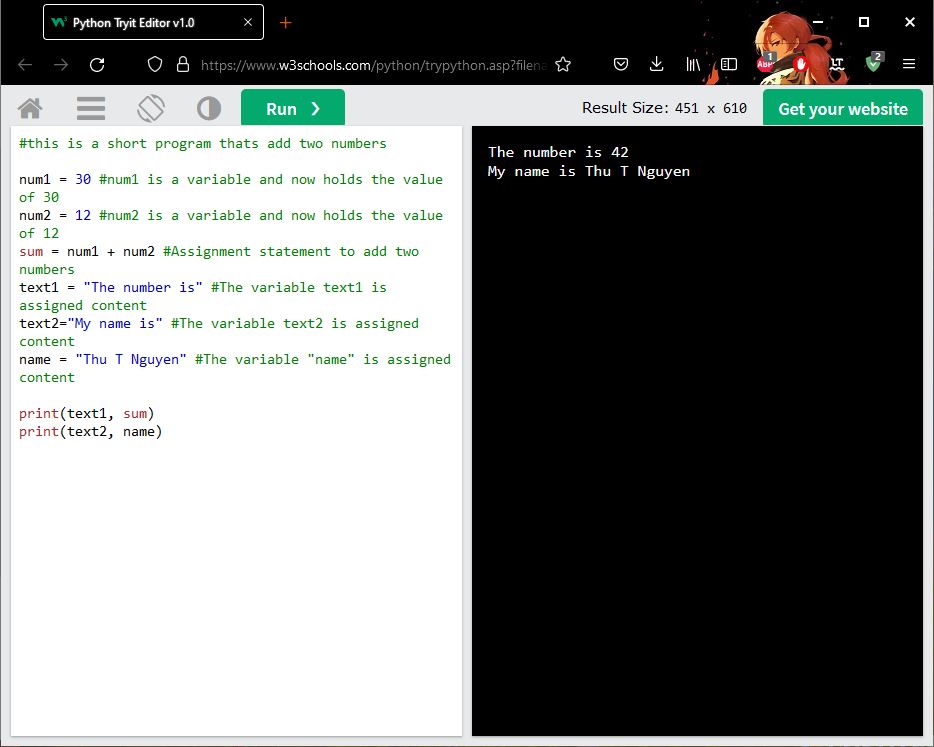 Python Tryit Editor v1.0
https://www.w3schools.com/python/trypython.asp?filena
Run ❯
Result Size: 451 x 610
Get your website
#this is a short program thats add two numbers
num1 = 30 #num1 is a variable and now holds the value
of 30
num2 = 12 #num2 is a variable and now holds the value
of 12
sum = num1 + num2 #Assignment statement to add two
numbers
text1 = "The number is" #The variable text1 is
assigned content
text2="My name is" #The variable text2 is assigned
content
name = "Thu T Nguyen" #The variable "name" is assigned
content
print(text1, sum)
print(text2, name)
The number is 42
My name is Thu T Nguyen